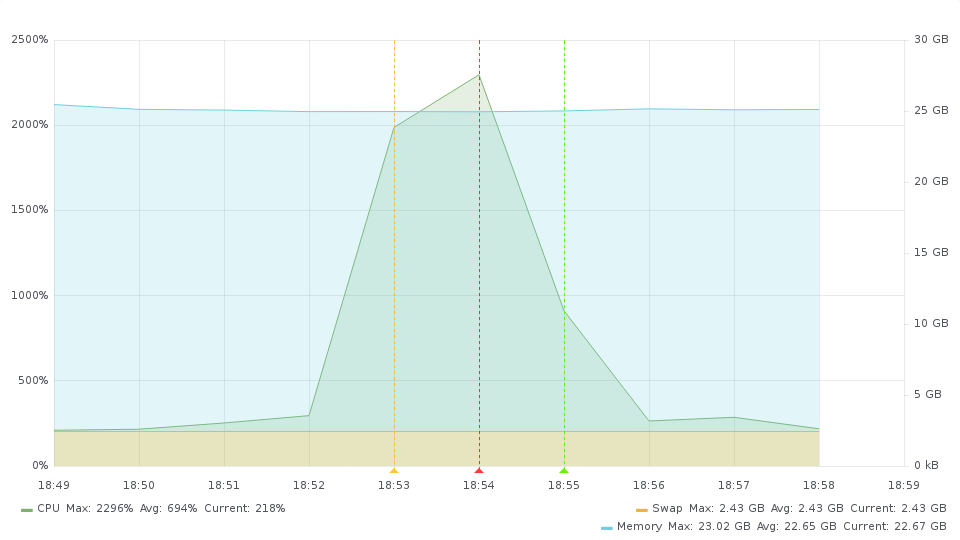 2500%
2000%
1500%
1000%
500%
0%
30 GB
25 GB
20 GB
15 GB
10 GB
5 GB
0 kB
18:49 18:50 18:51 18:52 18:53 18:54 18:55 18:56 18:57 18:58 18:59
CPU Max: 2296% Avg: 694% Current: 218%
Swap Max: 2.43 GB Avg: 2.43 GB Current: 2.43 GB
Memory Max: 23.02 GB Avg: 22.65 GB Current: 22.67 GB